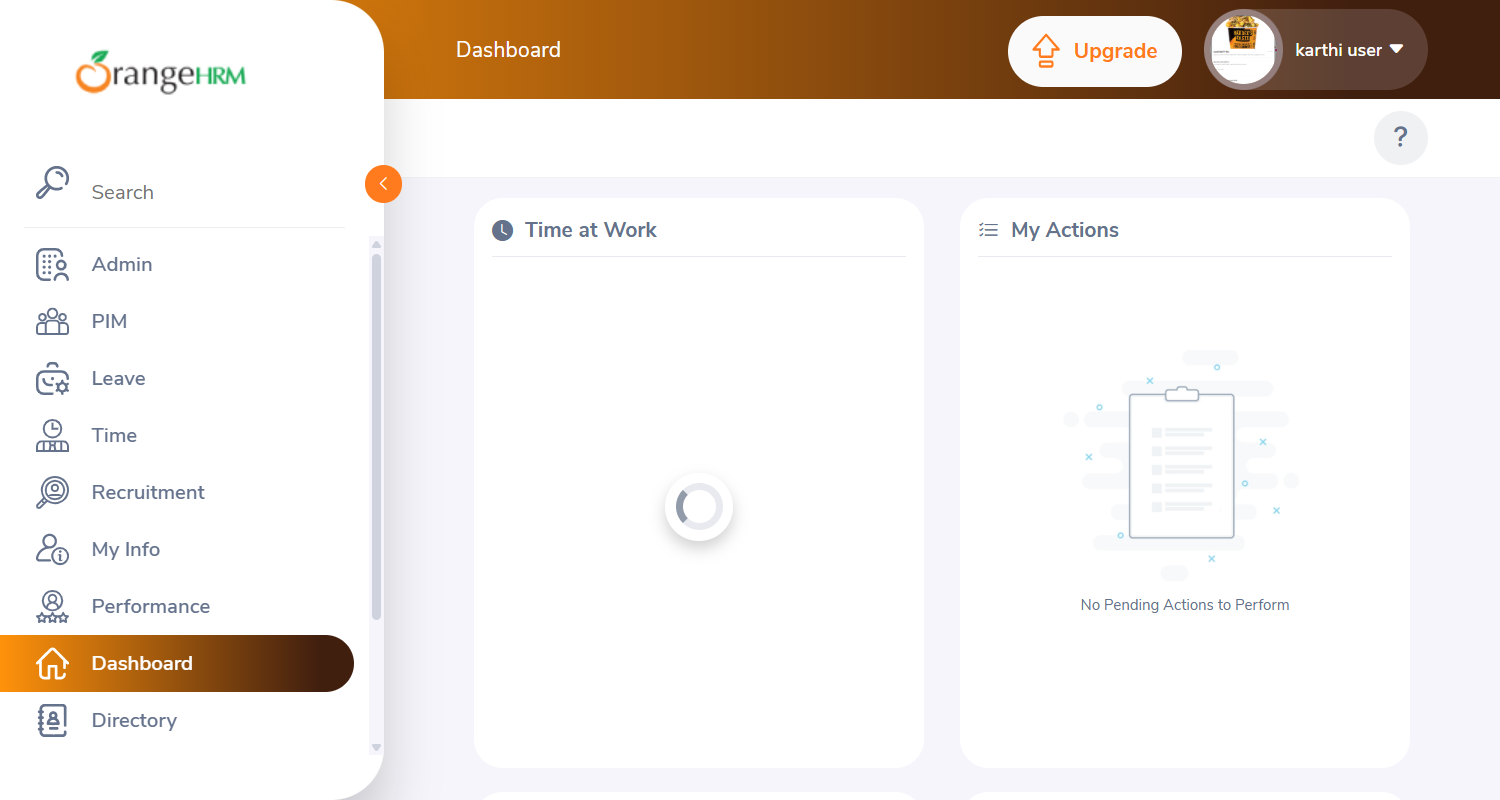 OrangeHRM
Search
Admin
PIM
Leave
Time
Recruitment
My Info
Performance
Dashboard
Directory
Dashboard
Upgrade
karthi user
?
Time at Work
My Actions
No Pending Actions to Perform